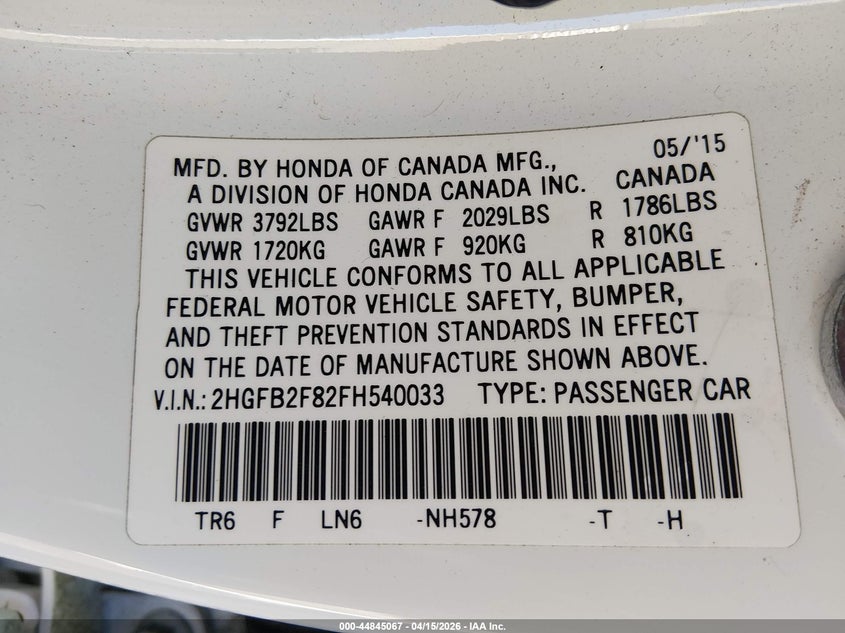 05/'15
MFD. BY HONDA OF CANADA MFG.,
A DIVISION OF HONDA CANADA INC. CANADA
GVWR 3792LBS GAWR F 2029LBS R 1786LBS
GVWR 1720KG GAWR F 920KG R 810KG
THIS VEHICLE CONFORMS TO ALL APPLICABLE
FEDERAL MOTOR VEHICLE SAFETY, BUMPER,
AND THEFT PREVENTION STANDARDS IN EFFECT
ON THE DATE OF MANUFACTURE SHOWN ABOVE.
V.I.N.: 2HGFB2F82FH540033 TYPE: PASSENGER CAR
TR6 F LN6 -NH578 -T -H
000-44845067 - 04/15/2026 - IAA Inc.